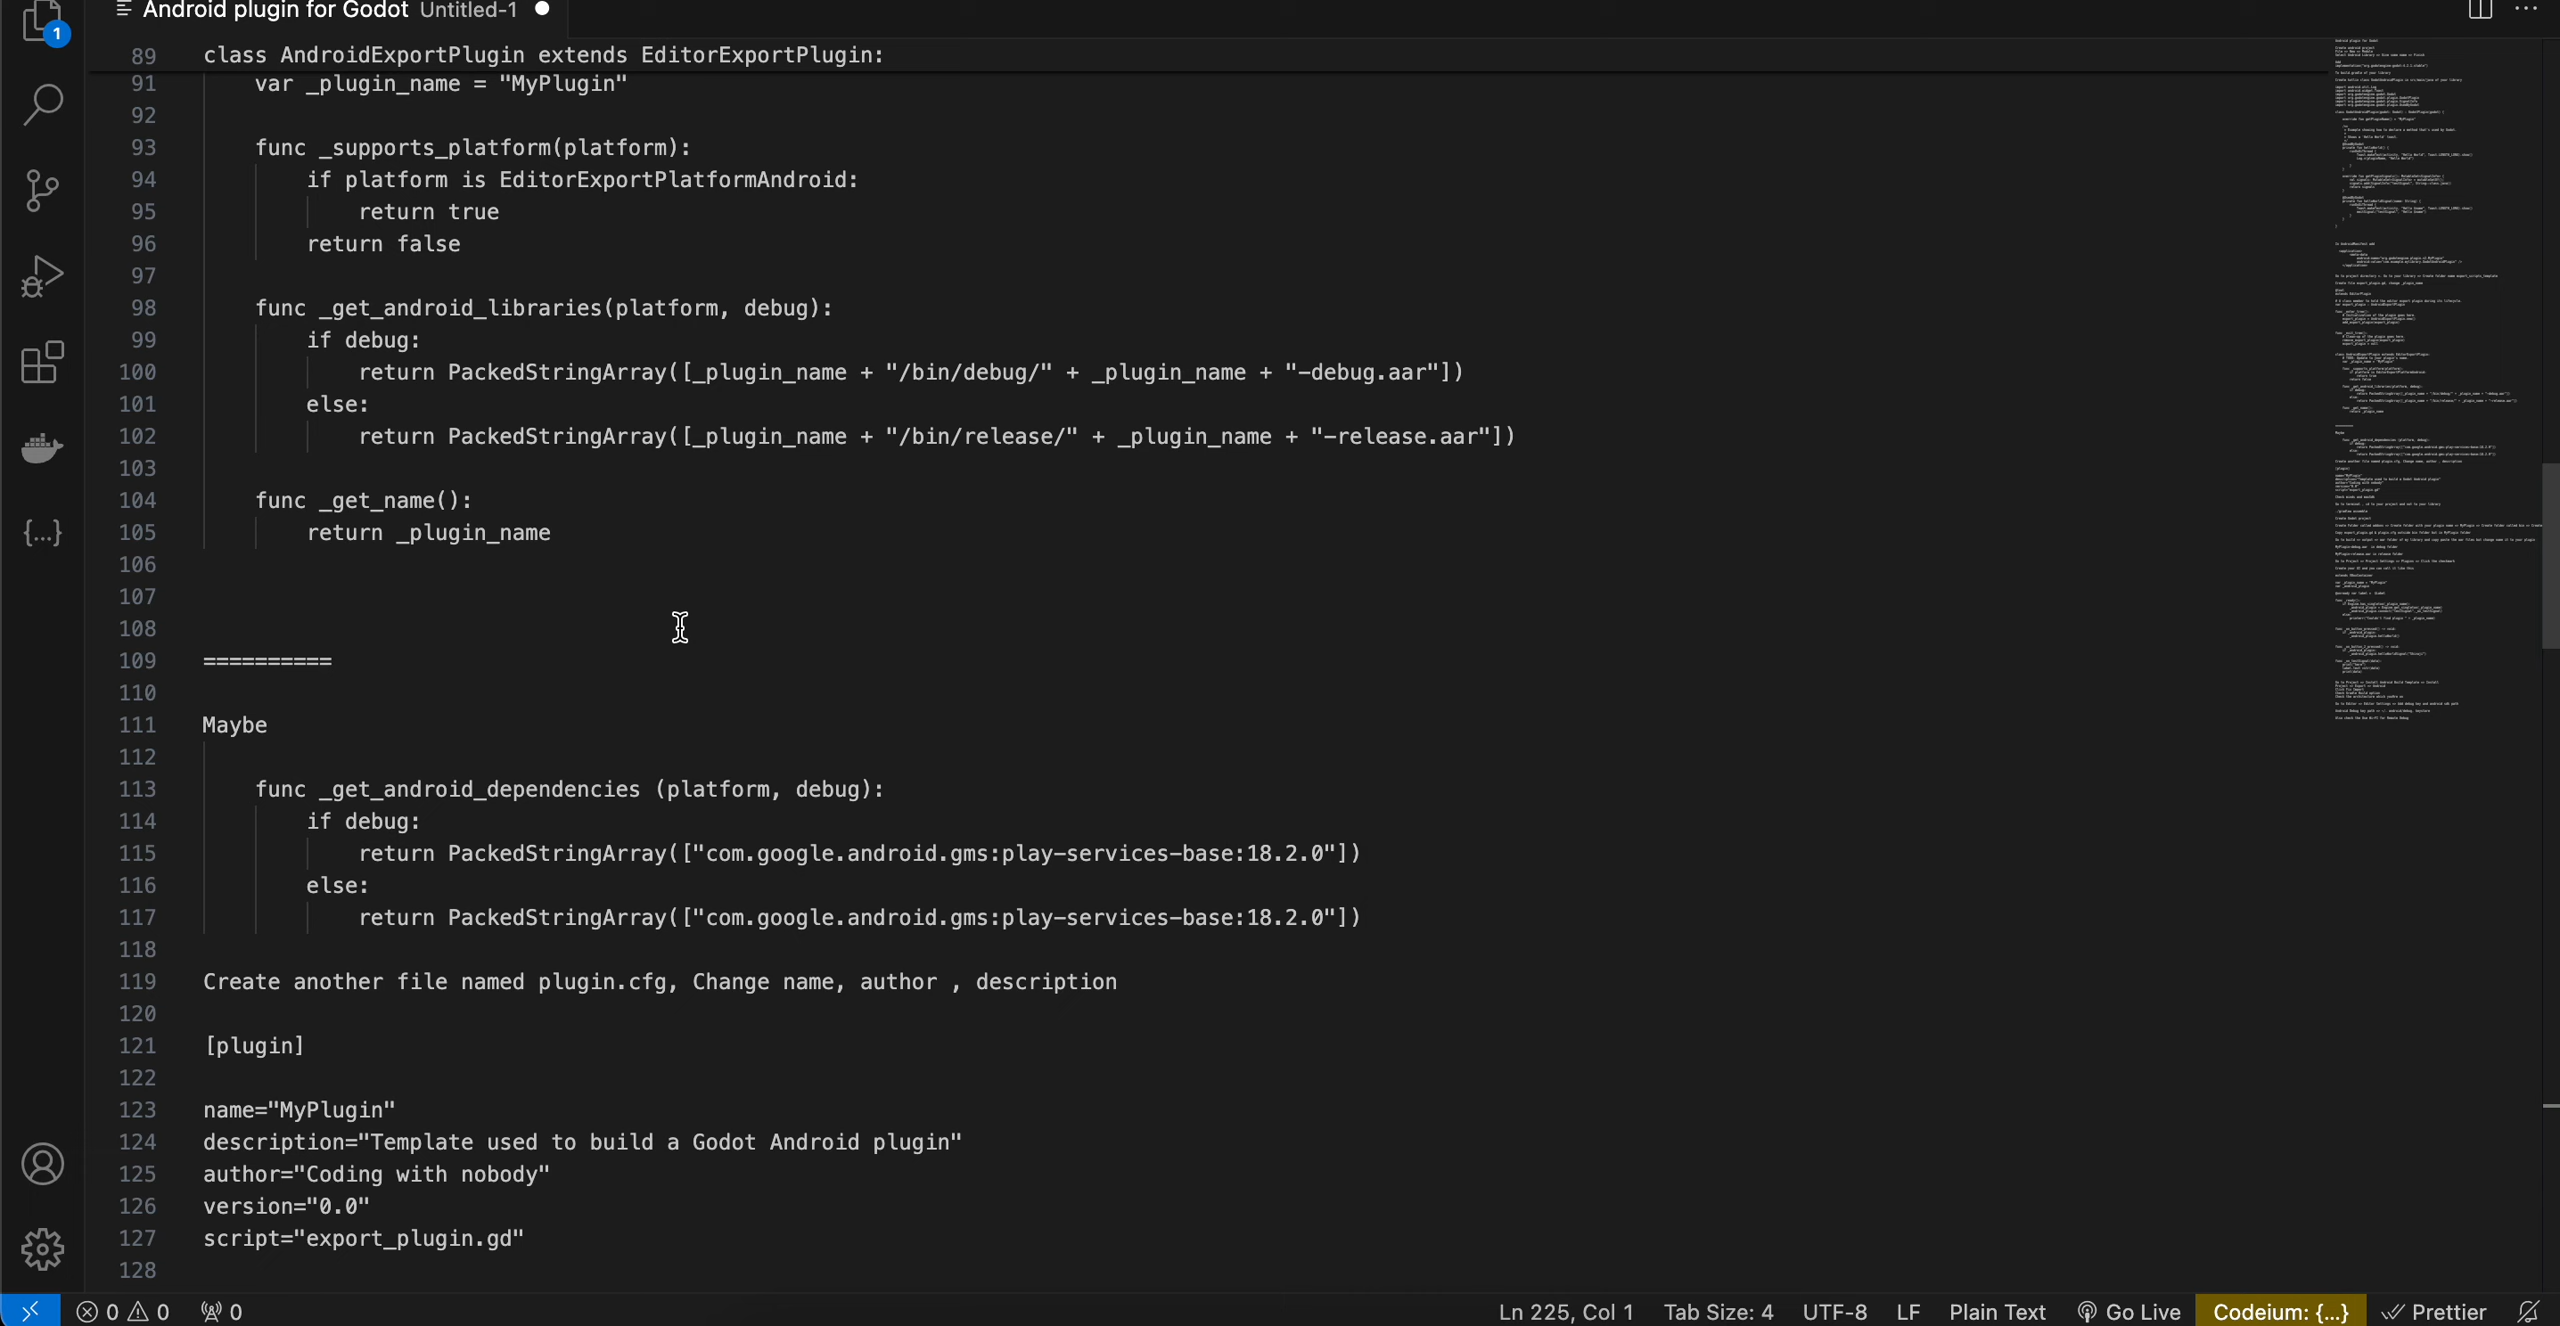 Android plugin for Godot Untitled-1
1
89 class AndroidExportPlugin extends EditorExportPlugin:
91 var _plugin_name = "MyPlugin"
92
93 func _supports_platform(platform):
94 if platform is EditorExportPlatformAndroid:
95 return true
96 return false
97
98 func _get_android_libraries(platform, debug):
99 if debug:
100 return PackedStringArray([_plugin_name + "/bin/debug/" + _plugin_name + "-debug.aar"])
101 else:
102 return PackedStringArray([_plugin_name + "/bin/release/" + _plugin_name + "-release.aar"])
103
104 func _get_name():
105 return _plugin_name
106
107
108
109 ==========
110
111 Maybe
112
113 func _get_android_dependencies (platform, debug):
114 if debug:
115 return PackedStringArray(["com.google.android.gms:play-services-base:18.2.0"])
116 else:
117 return PackedStringArray(["com.google.android.gms:play-services-base:18.2.0"])
118
119 Create another file named plugin.cfg, Change name, author , description
120
121 [plugin]
122
123 name="MyPlugin"
124 description="Template used to build a Godot Android plugin"
125 author="Coding with nobody"
126 version="0.0"
127 script="export_plugin.gd"
128
0 0 0 Ln 225, Col 1 Tab Size: 4 UTF-8 LF Plain Text Go Live Codeium: {...} Prettier